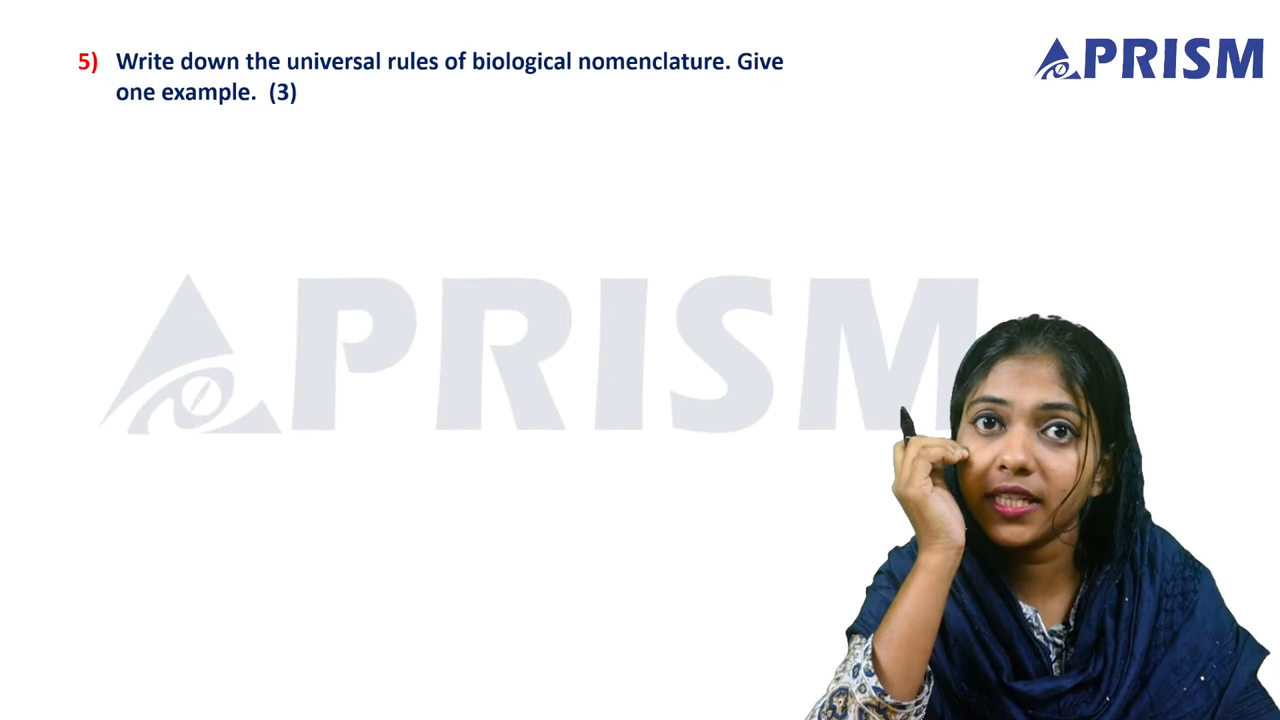 PRISM
5) Write down the universal rules of biological nomenclature. Give
one example. (3)
PRISM